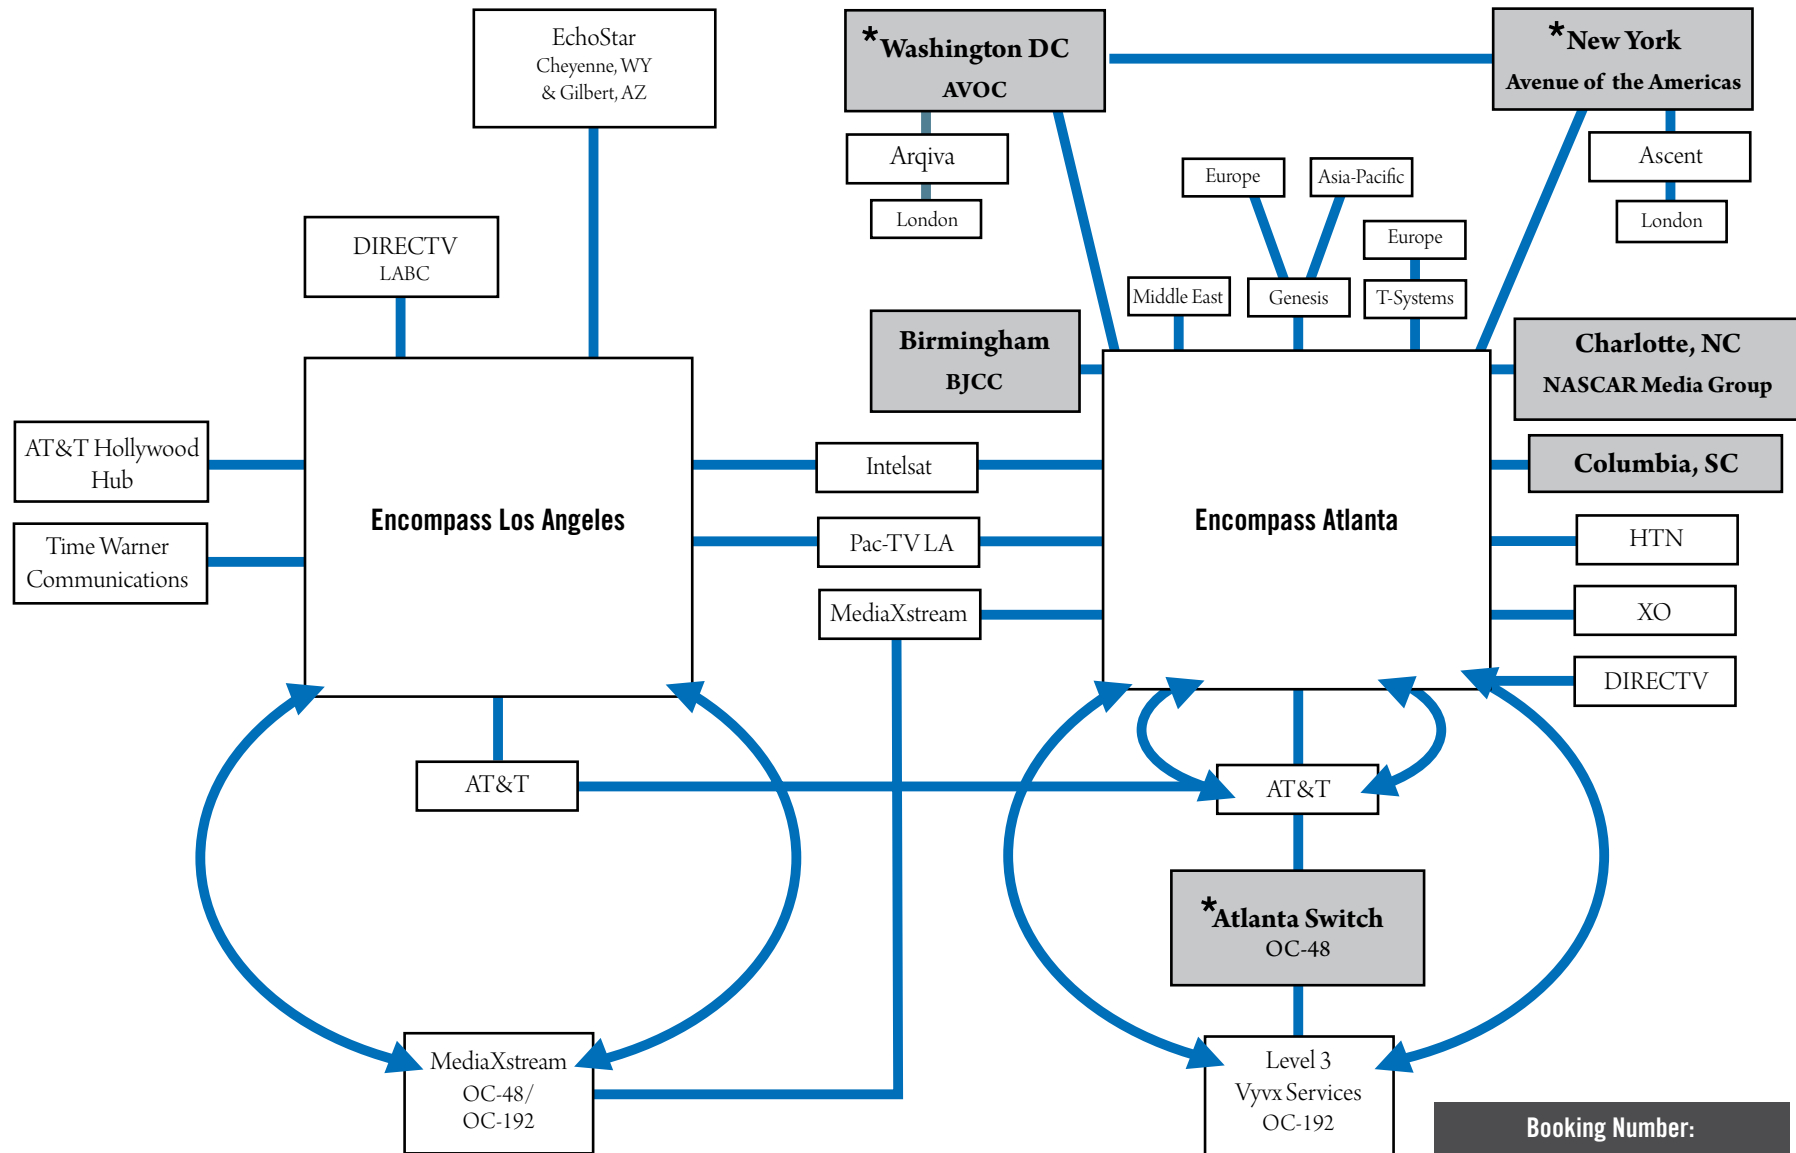 EchoStar
Cheyenne, WY
& Gilbert, AZ
*Washington DC
AVOC
*New York
Avenue of the Americas
Arqiva
London
Ascent
London
Europe
Asia-Pacific
Europe
DIRECTV
LABC
Middle East
Genesis
T-Systems
Birmingham
BJCC
Charlotte, NC
NASCAR Media Group
AT&T Hollywood
Hub
Intelsat
Columbia, SC
Encompass Los Angeles
Encompass Atlanta
Time Warner
Communications
Pac-TV LA
HTN
MediaXstream
XO
DIRECTV
AT&T
AT&T
*Atlanta Switch
OC-48
MediaXstream
OC-48/
OC-192
Level 3
Vyvx Services
OC-192
Booking Number: